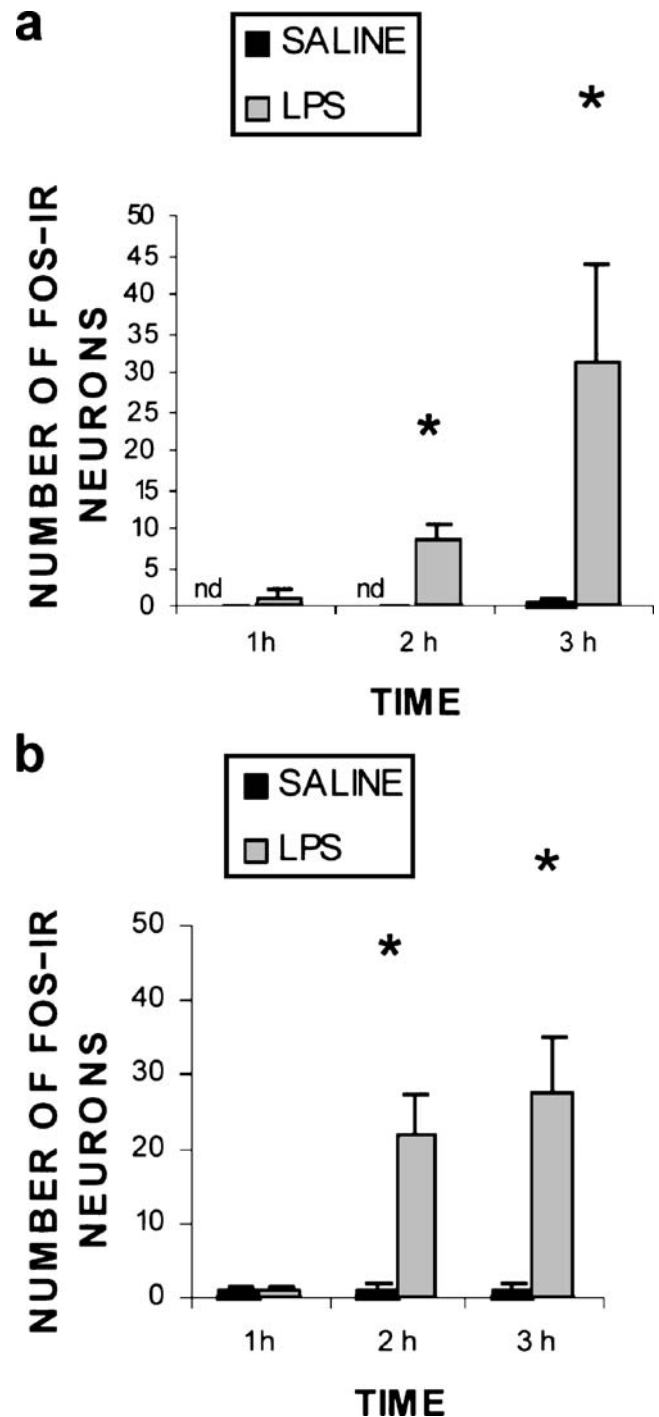 a
SALINE
LPS
*
*
NUMBER OF FOS-IR
NEURONS
50
45
40
35
30
25
20
15
10
5
0
nd
nd
1h
2 h
3 h
TIME
b
SALINE
LPS
*
*
NUMBER OF FOS-IR
NEURONS
50
40
30
20
10
0
1h
2 h
3 h
TIME